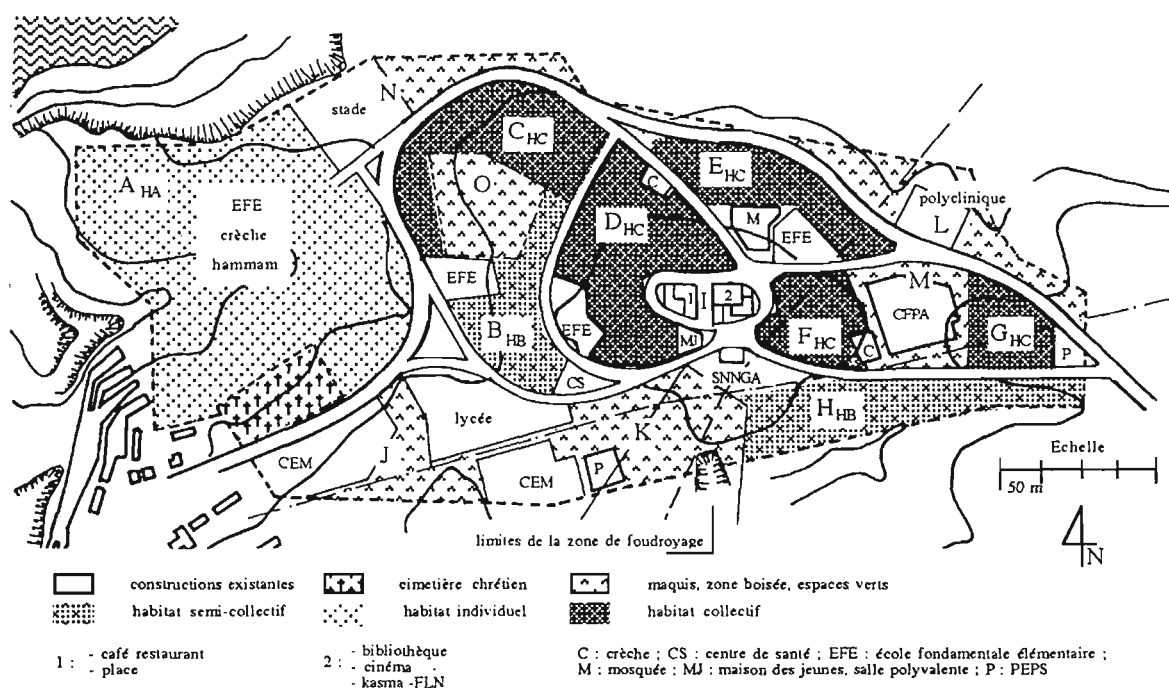 N
stade
C HC
A HA
E HC
EFE
crèche
hammam
O
C
polyclinique
L
D HC
M
EFE
EFE
M
1
I
2
CFPA
B HB
EFE
MJ
F HC
C
G HC
P
CS
SNNGA
H HB
lycée
K
CEM
J
CEM
P
Echelle
50 m
N
limites de la zone de foudroyage
constructions existantes
cimetière chrétien
maquis, zone boisée, espaces verts
habitat semi-collectif
habitat individuel
habitat collectif
1 : - café restaurant
- place
2 : - bibliothèque
- cinéma
- kasma -FLN
C : crèche ; CS : centre de santé ; EFE : école fondamentale élémentaire ;
M : mosquée ; MJ : maison des jeunes, salle polyvalente ; P : PEPS